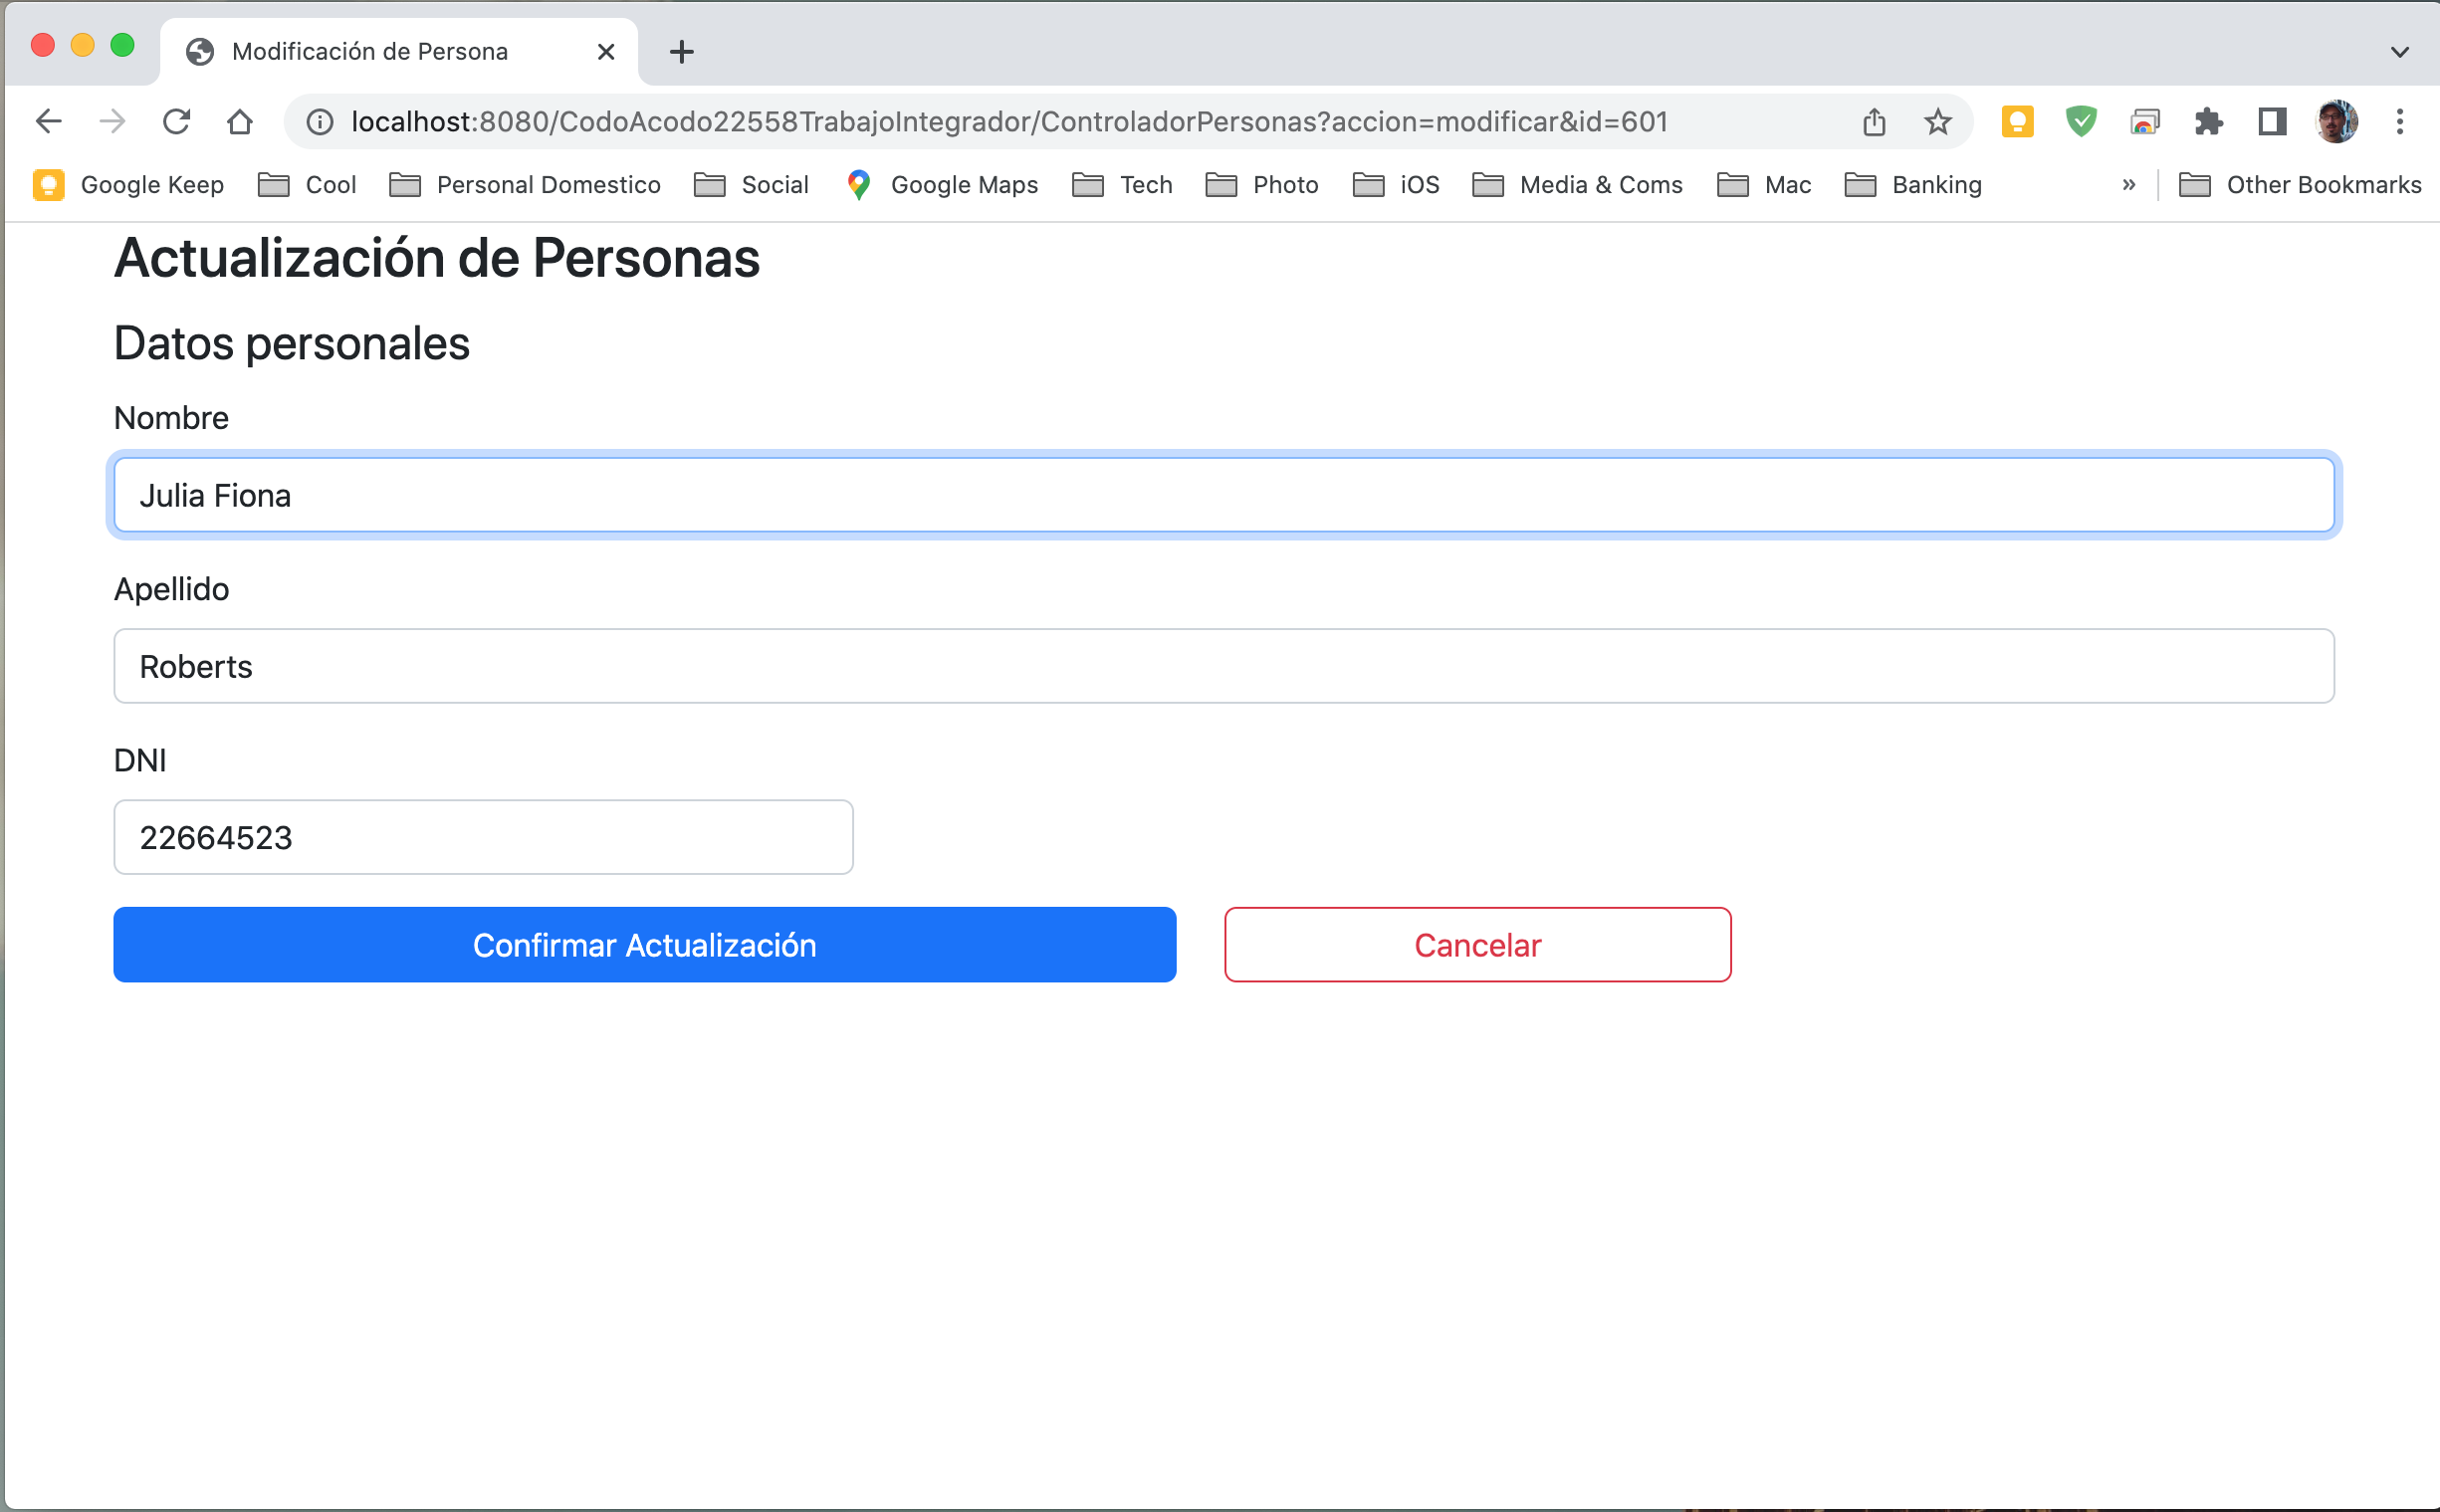 Modificación de Persona
localhost:8080/CodoAcodo22558TrabajoIntegrador/ControladorPersonas?accion=modificar&id=601
Google Keep Cool Personal Domestico Social Google Maps Tech Photo iOS Media & Coms Mac Banking » Other Bookmarks
Actualización de Personas
Datos personales
Nombre
Julia Fiona
Apellido
Roberts
DNI
22664523
Confirmar Actualización Cancelar